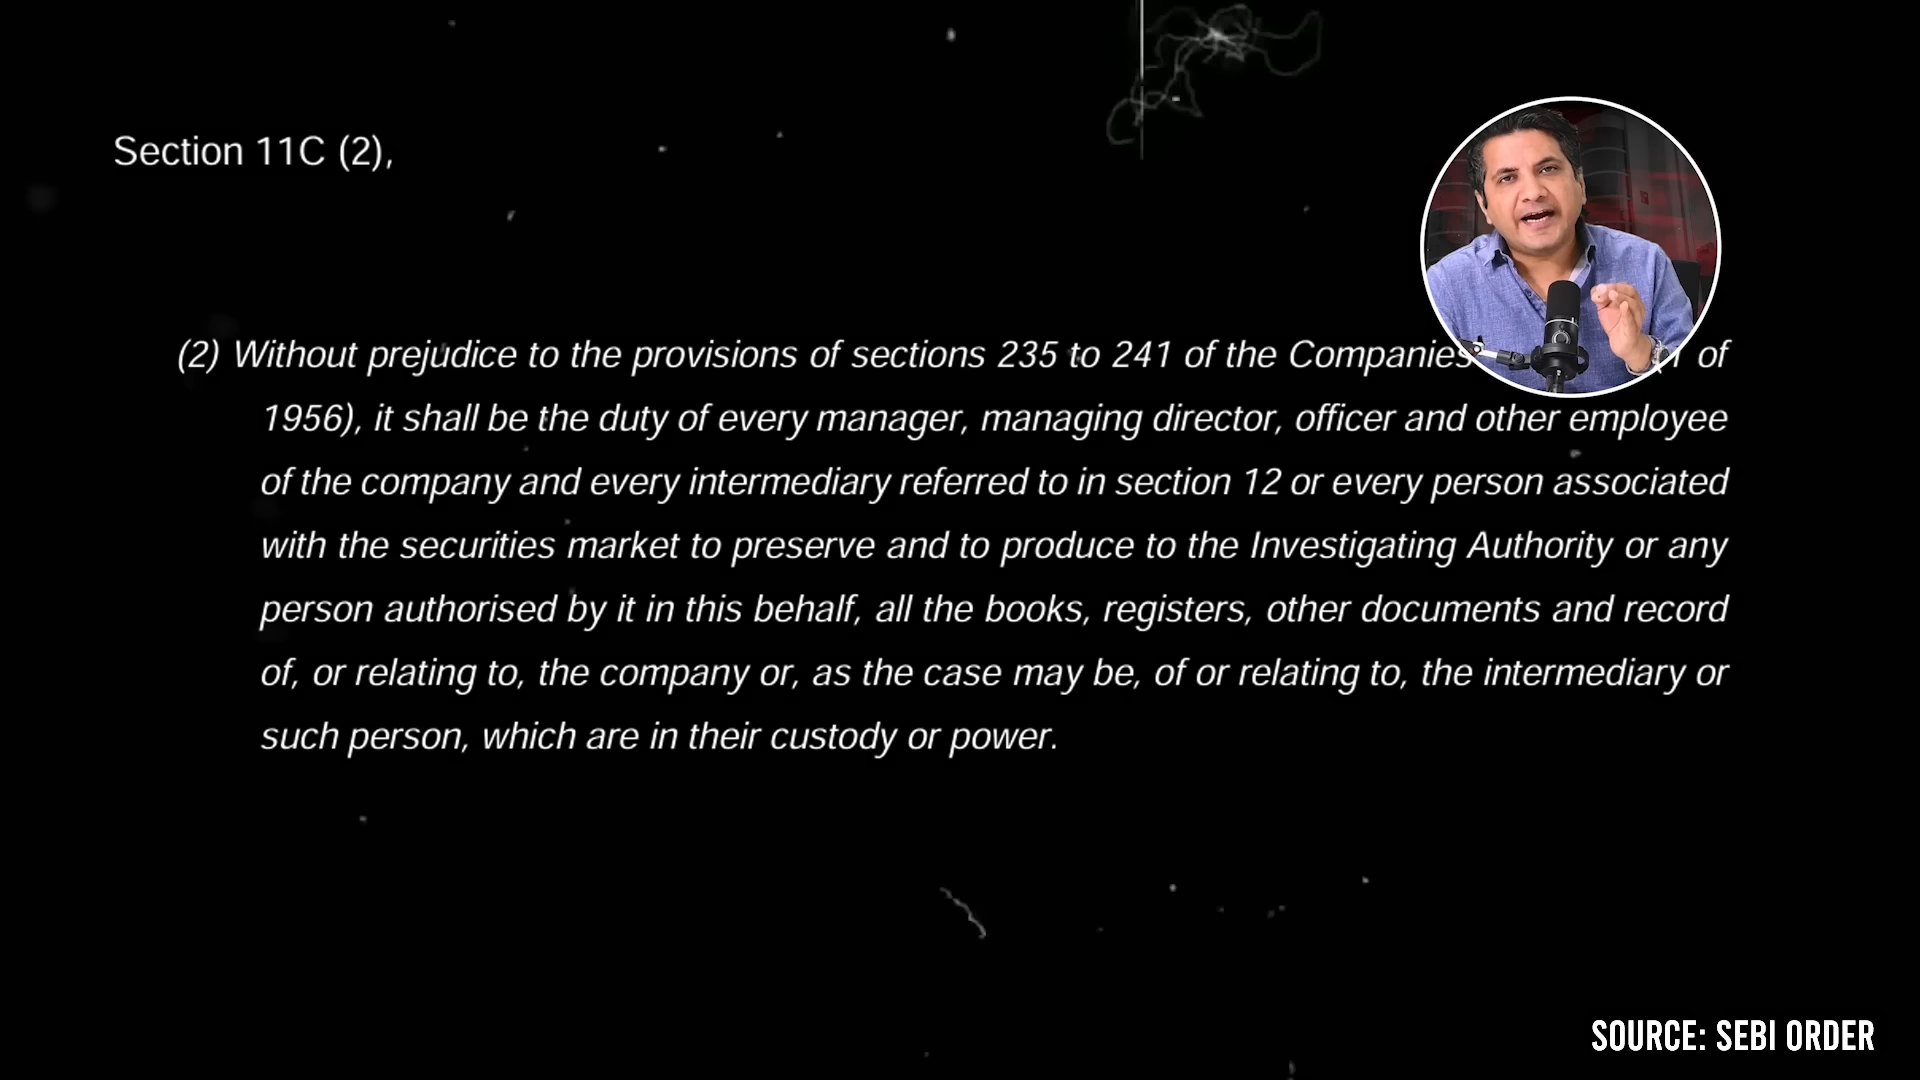 Section 11C (2),
(2) Without prejudice to the provisions of sections 235 to 241 of the Companies of
1956), it shall be the duty of every manager, managing director, officer and other employee
of the company and every intermediary referred to in section 12 or every person associated
with the securities market to preserve and to produce to the Investigating Authority or any
person authorised by it in this behalf, all the books, registers, other documents and record
of, or relating to, the company or, as the case may be, of or relating to, the intermediary or
such person, which are in their custody or power.
SOURCE: SEBI ORDER